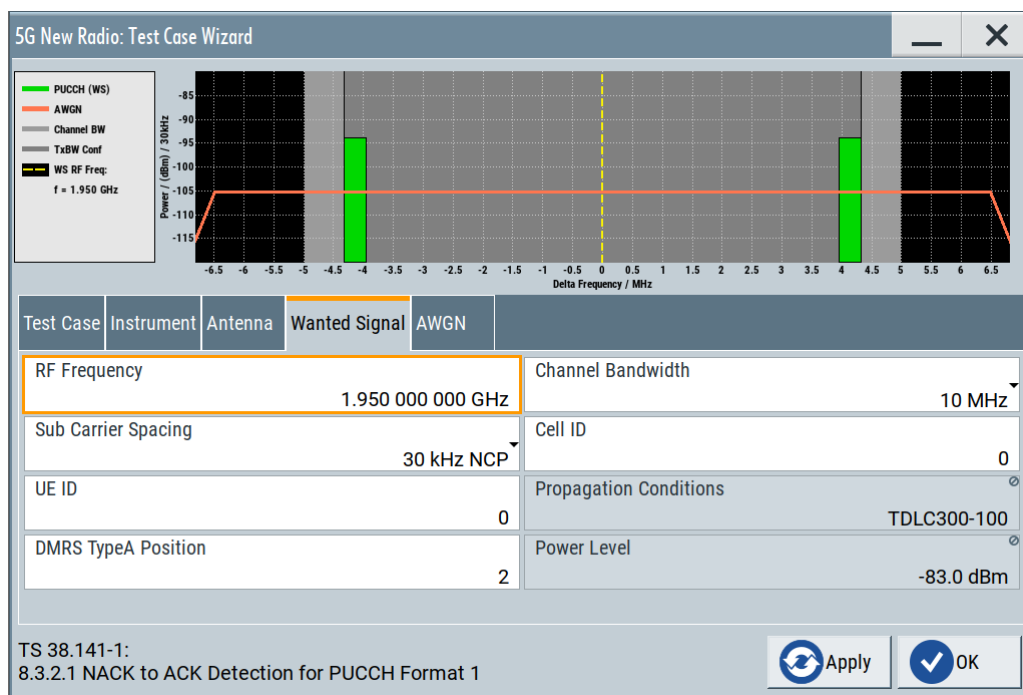 5G New Radio: Test Case Wizard
PUCCH (WS)
AWGN
Channel BW
TxBW Conf
WS RF Freq:
f = 1.950 GHz
Power / (dBm) / 30kHz
-85
-90
-95
-100
-105
-110
-115
-6.5 -6 -5.5 -5 -4.5 -4 -3.5 -3 -2.5 -2 -1.5 -1 -0.5 0 0.5 1 1.5 2 2.5 3 3.5 4 4.5 5 5.5 6 6.5
Delta Frequency / MHz
Test Case Instrument Antenna Wanted Signal AWGN
RF Frequency
1.950 000 000 GHz
Channel Bandwidth
10 MHz
Sub Carrier Spacing
30 kHz NCP
Cell ID
0
UE ID
0
Propagation Conditions
TDLC300-100
DMRS TypeA Position
2
Power Level
-83.0 dBm
TS 38.141-1:
8.3.2.1 NACK to ACK Detection for PUCCH Format 1
Apply
OK